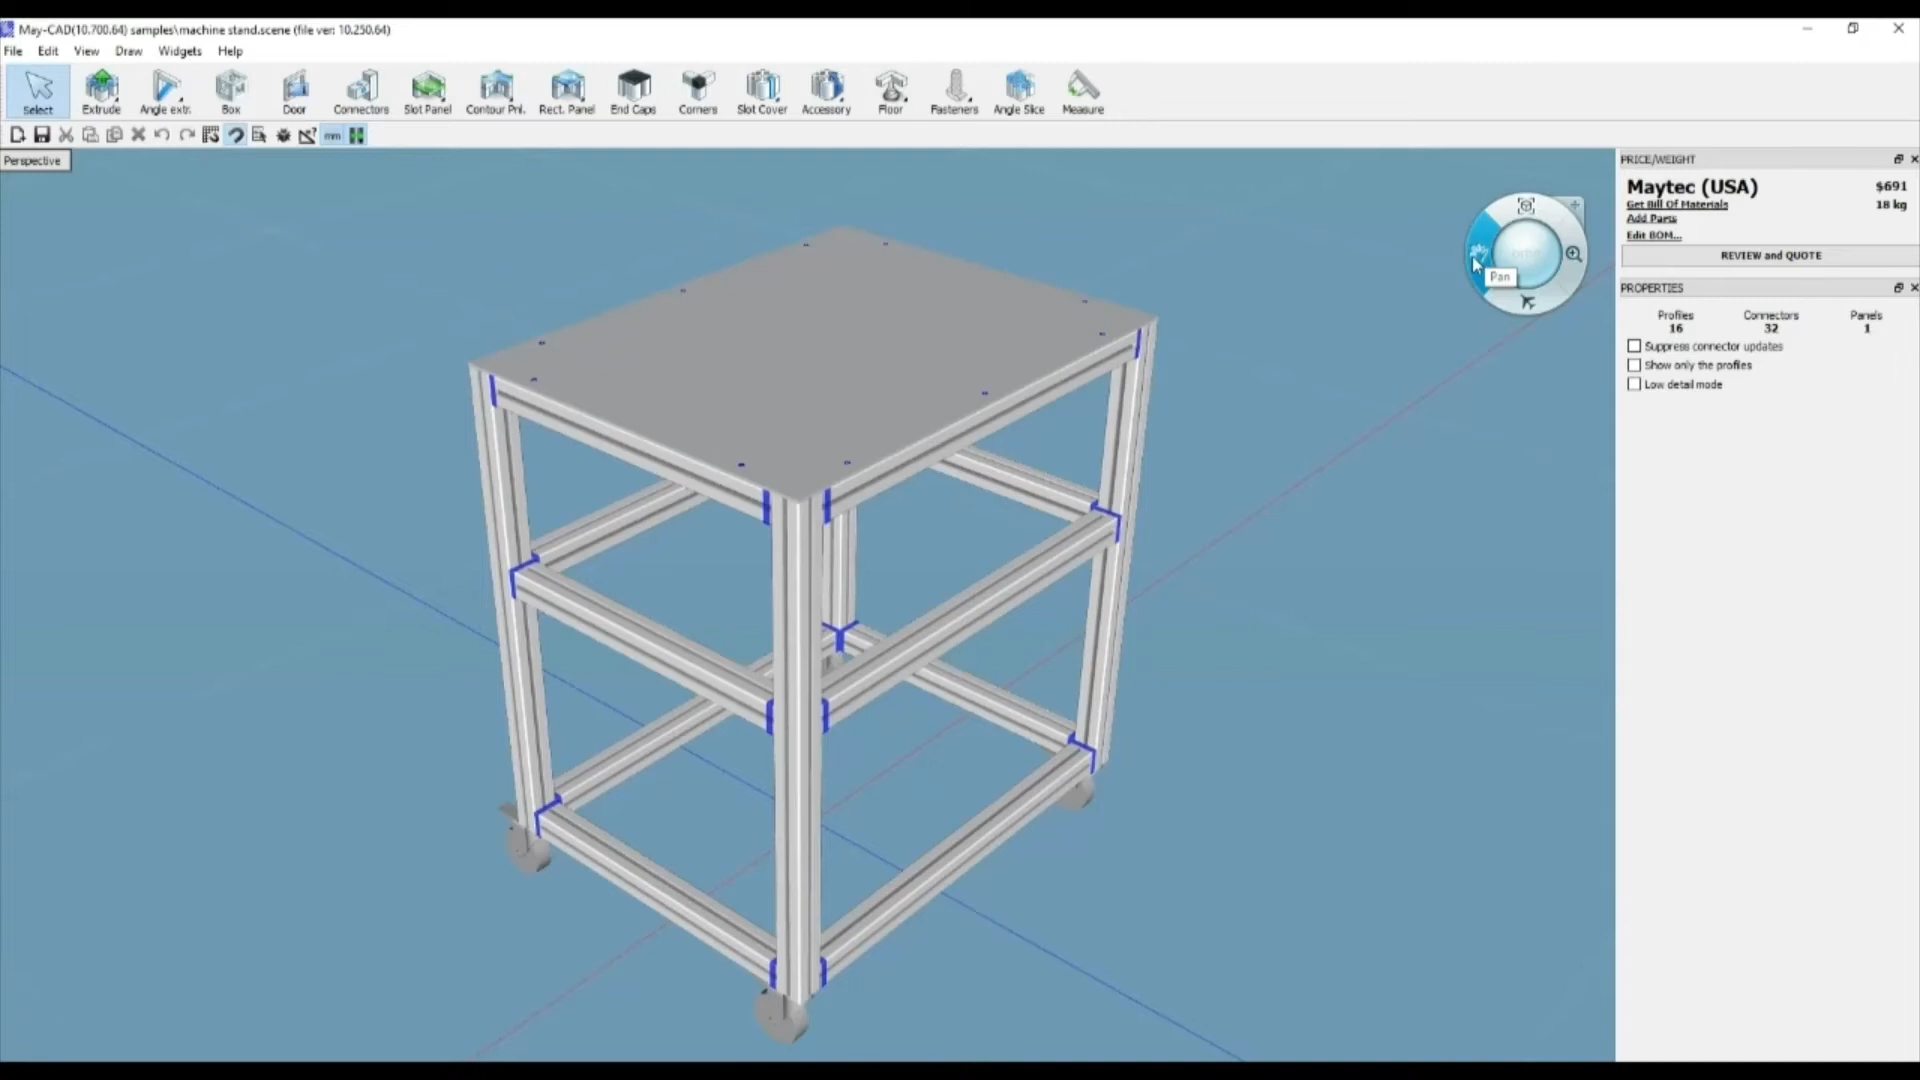 May-CAD(10.700.64) samples\machine stand.scene (file ver: 10.250.64)
File Edit View Draw Widgets Help
Select Extrude Angle extr. Box Door Connectors Slot Panel Contour Pnl. Rect. Panel End Caps Corners Slot Cover Accessory Floor Fasteners Angle Slice Measure
mm
Perspective
Pan
PRICE/WEIGHT
Maytec (USA) $691
Get Bill Of Materials 18 kg
Add Parts
Edit BOM...
REVIEW and QUOTE
PROPERTIES
Profiles Connectors Panels
16 32 1
Suppress connector updates
Show only the profiles
Low detail mode